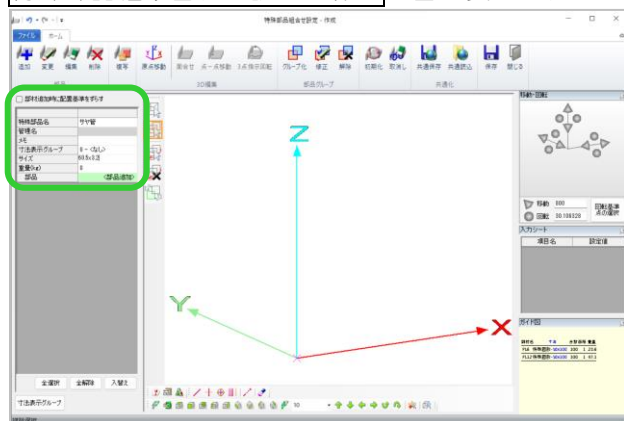 特殊部品組合せ設定 - 作成
ファイル ホーム
追加 変更 編集 削除 複写 原点移動 面合せ 点－点移動 3点指示回転 グループ化 修正 解除 初期化 取消し 共通保存 共通読込 保存 閉じる
部品 3D編集 部品グループ 共通化
部材追加時に配置基準をずらす
特殊部品名 サヤ管
管理名
メモ
寸法表示グループ 0 - <なし>
サイズ 60.5x3.2
重量(kg) 0
部品 <部品追加>
全選択 全解除 入替え
寸法表示グループ
Z
Y
X
10
移動・回転
移動 500
回転
回転基準点の選択
入力シート
項目名 設定値
ガイド図